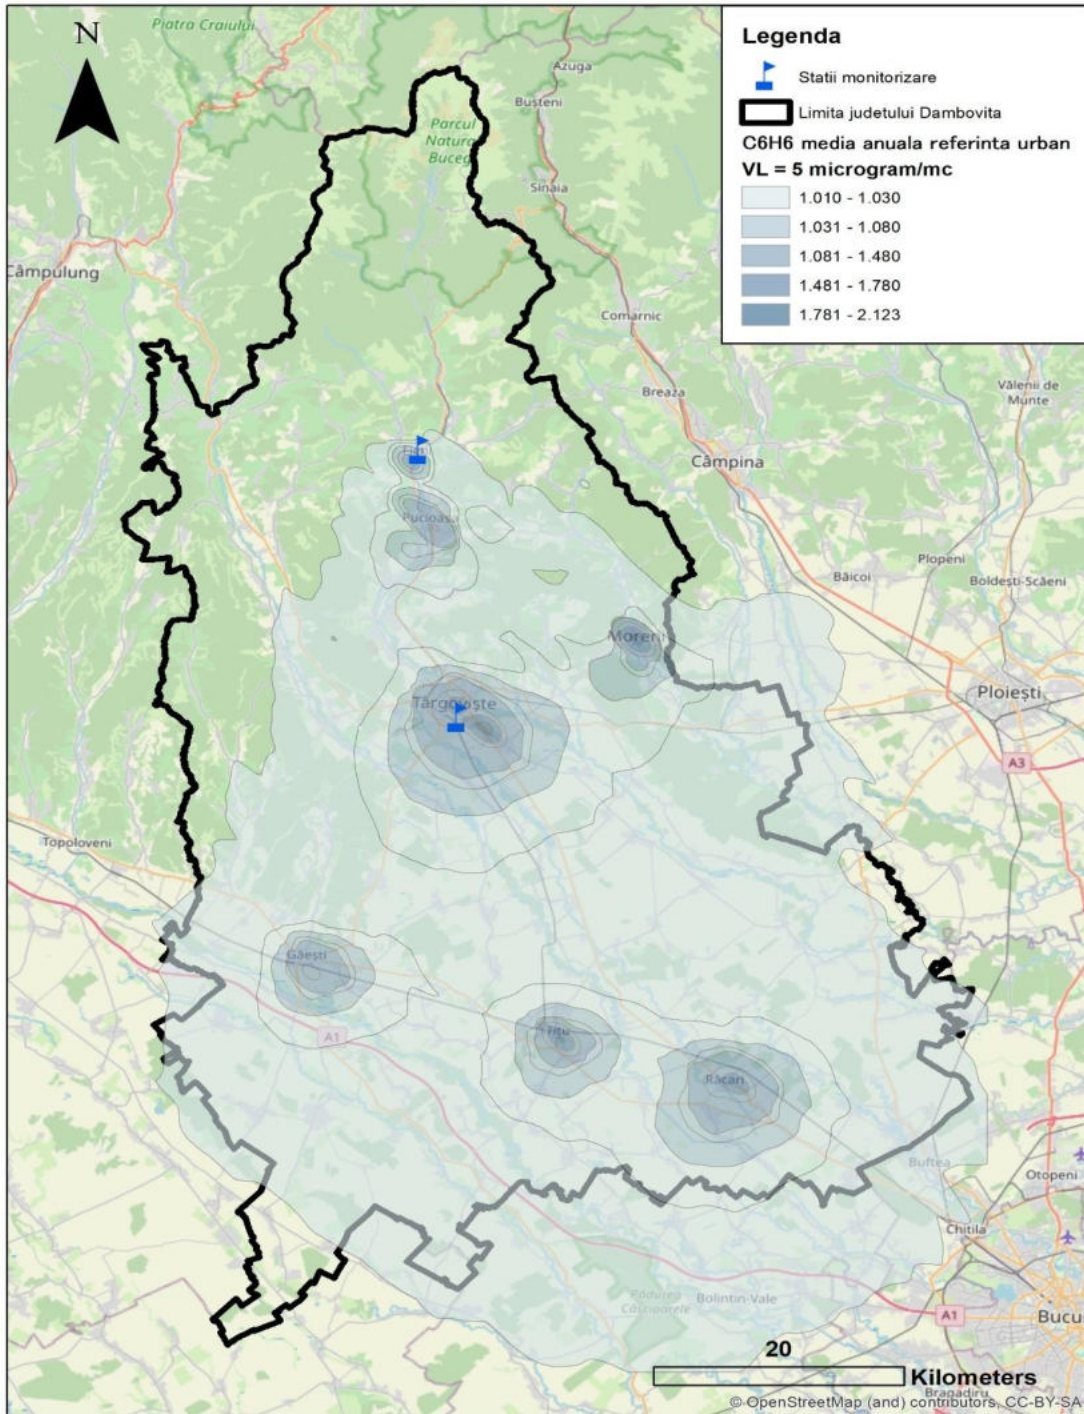 Piatra Craiului
N
Azuga
Bușteni
Parcul
Natural
Bucegi
Sinaia
Câmpulung
Comarnic
Breaza
Vălenii de
Munte
Câmpina
Pucioasa
Plopeni
Băicoi
Boldești-Scăeni
Moreni
Târgoviște
Ploiești
A3
Topoloveni
Găești
A1
Titu
Răcari
Buftea
Otopeni
Chitila
Pădurea
Căscioarele
Bolintin-Vale
A1
Bucu
Bragadiru
Legenda
Statii monitorizare
Limita judetului Dambovita
C6H6 media anuala referinta urban
VL = 5 microgram/mc
1.010 - 1.030
1.031 - 1.080
1.081 - 1.480
1.481 - 1.780
1.781 - 2.123
20
Kilometers
© OpenStreetMap (and) contributors, CC-BY-SA